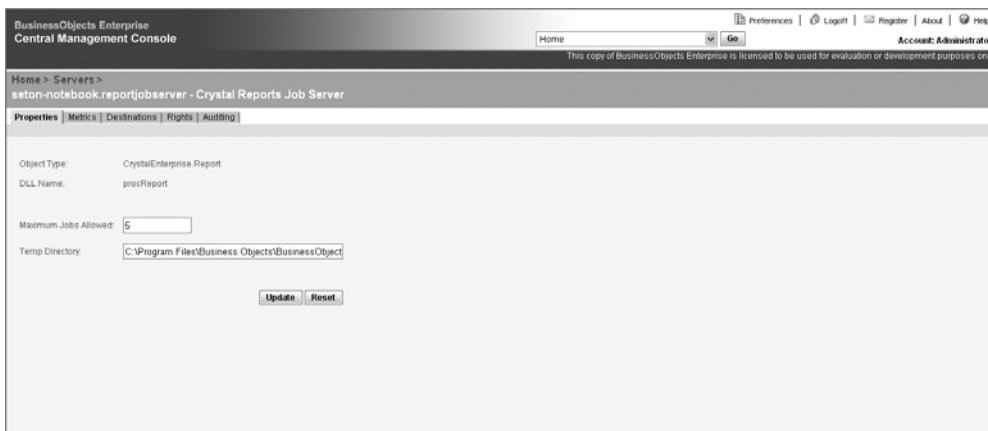 BusinessObjects Enterprise
Central Management Console
Preferences | Logoff | Register | About | Help
Home Go
Account: Administrato
This copy of BusinessObjects Enterprise is licensed to be used for evaluation or development purposes on
Home > Servers >
seton-notebook.reportjobserver - Crystal Reports Job Server
Properties | Metrics | Destinations | Rights | Auditing |
Object Type: CrystalEnterprise.Report
DLL Name: procReport
Maximum Jobs Allowed: 5
Temp Directory: C:\Program Files\Business Objects\BusinessObject
Update Reset